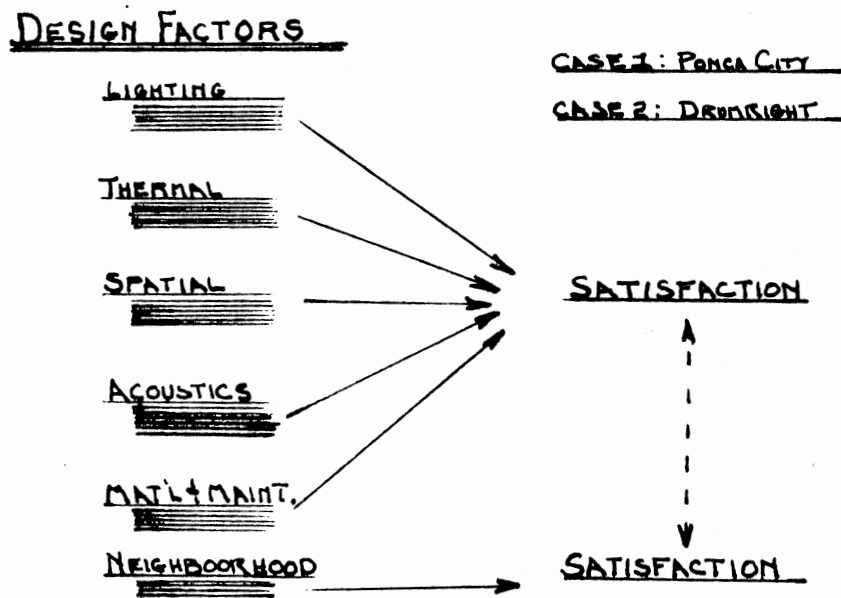 DESIGN FACTORS
CASE 1: PONCA CITY
CASE 2: DRUMRIGHT
LIGHTING
THERMAL
SPATIAL
SATISFACTION
ACOUSTICS
MAT'L & MAINT.
NEIGHBOORHOOD
SATISFACTION